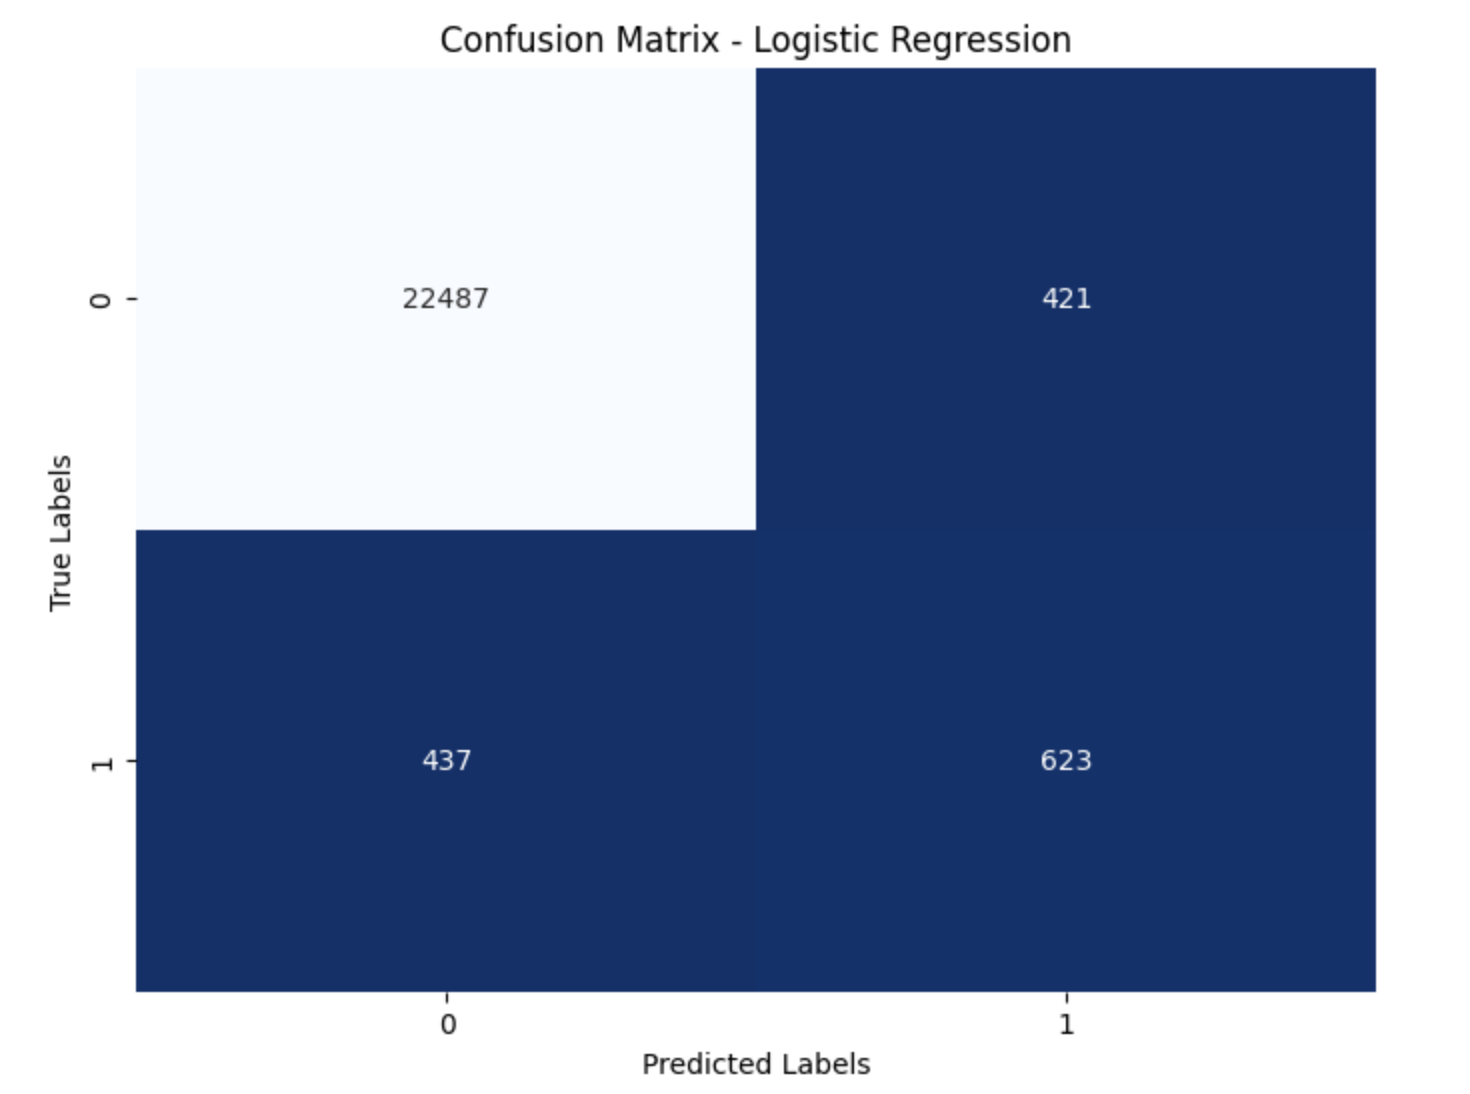 Confusion Matrix - Logistic Regression
0
22487 421
True Labels
1
437 623
0 1
Predicted Labels